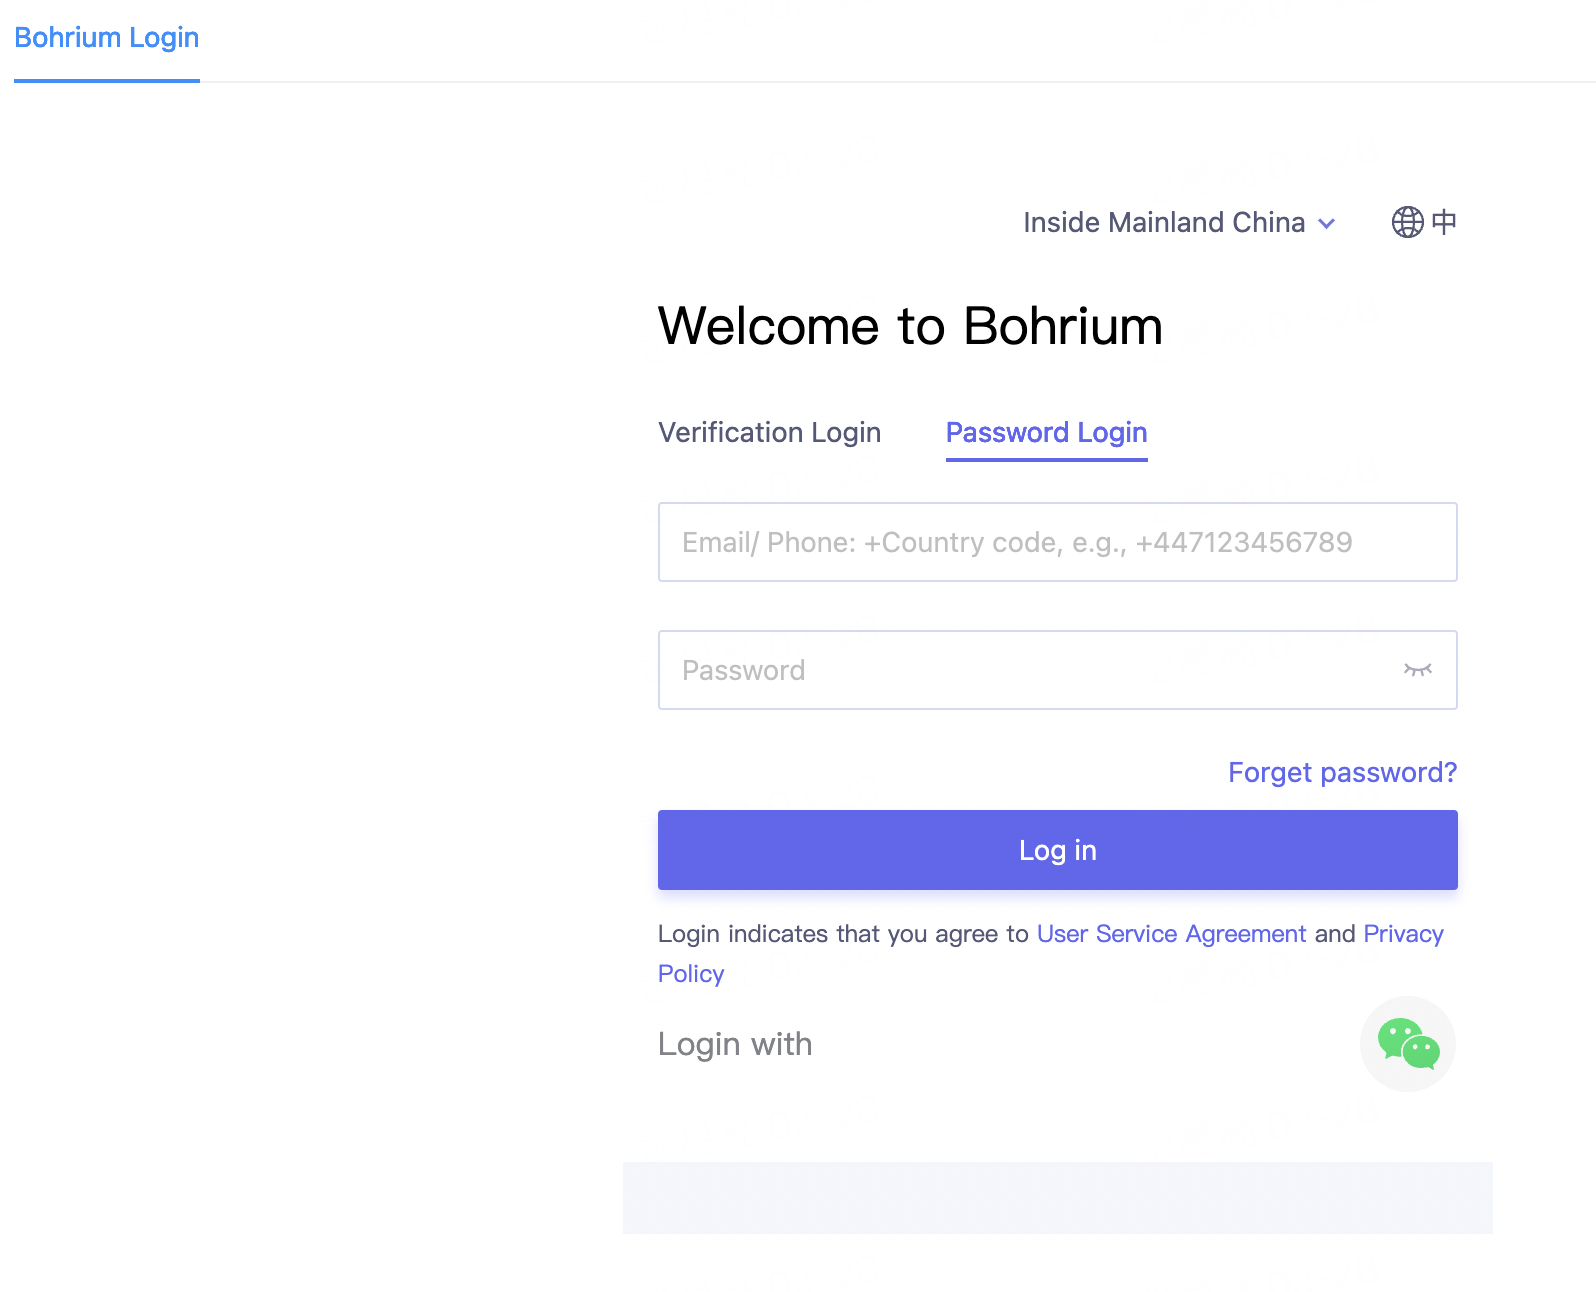 Bohrium Login
Inside Mainland China
中
Welcome to Bohrium
Verification Login
Password Login
Email/ Phone: +Country code, e.g., +447123456789
Password
Forget password?
Log in
Login indicates that you agree to User Service Agreement and Privacy
Policy
Login with